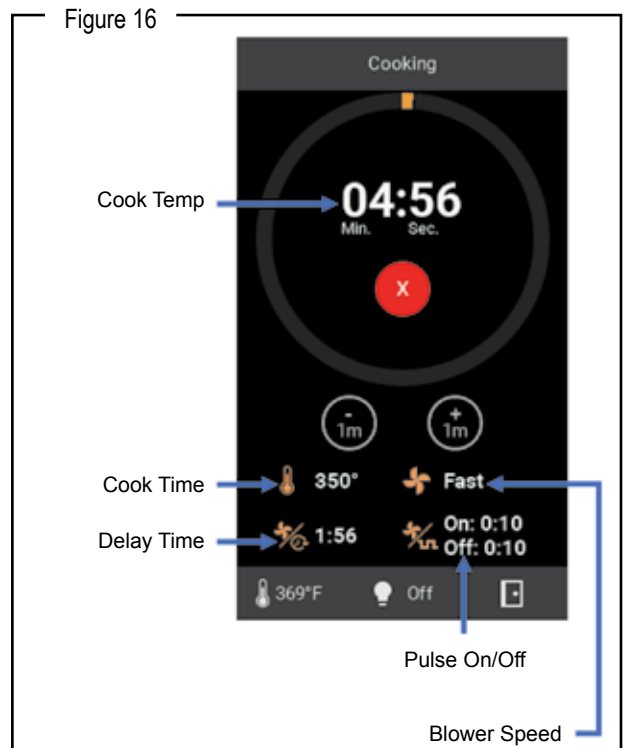 Figure 16
Cooking
Cook Temp
04:56
Min. Sec.
X
- 1m
+ 1m
Cook Time
350°
Fast
Delay Time
1:56
On: 0:10
Off: 0:10
369°F
Off
Pulse On/Off
Blower Speed